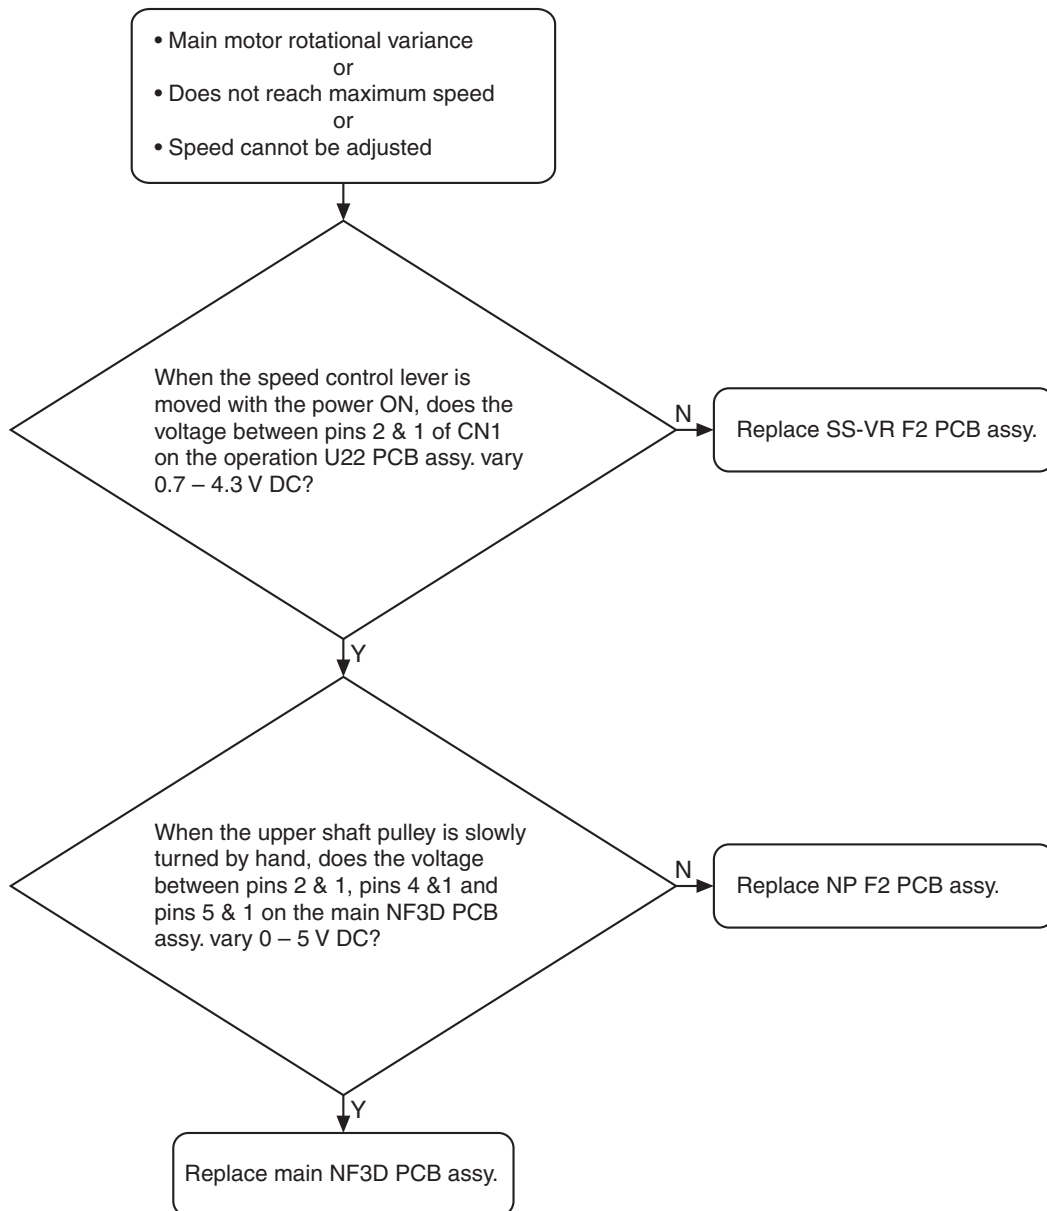 • Main motor rotational variance
or
• Does not reach maximum speed
or
• Speed cannot be adjusted
When the speed control lever is
moved with the power ON, does the
voltage between pins 2 & 1 of CN1
on the operation U22 PCB assy. vary
0.7 – 4.3 V DC?
N
Replace SS-VR F2 PCB assy.
Y
When the upper shaft pulley is slowly
turned by hand, does the voltage
between pins 2 & 1, pins 4 &1 and
pins 5 & 1 on the main NF3D PCB
assy. vary 0 – 5 V DC?
N
Replace NP F2 PCB assy.
Y
Replace main NF3D PCB assy.